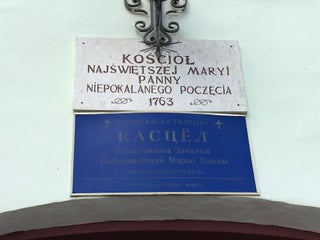 KOŚCIÓŁ
NAJŚWIĘTSZEJ MARYI
PANNY
NIEPOKALANEGO POCZĘCIA
1763
РЫМСКА-КАТАЛІЦКІ
КАСЦЁЛ
Беззаганнага Зачацця
Найсвяцейшай Марыі Панны